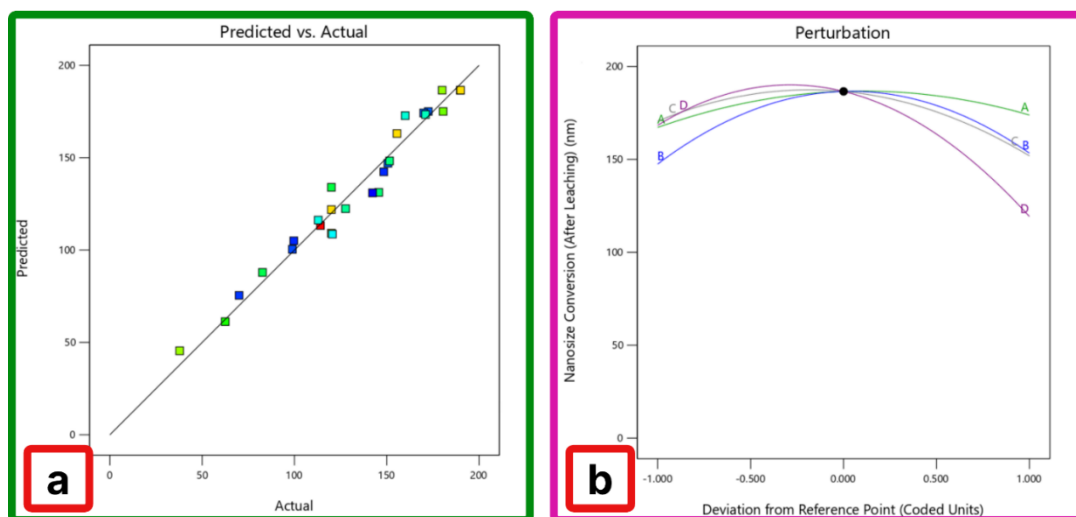 Predicted vs. Actual
200
150
100
50
0
Predicted
0
50
100
150
200
Actual
a
Perturbation
200
150
100
50
0
Nanosize Conversion (After Leaching) (nm)
A
B
C
D
A
B
C
D
-1.000
-0.500
0.000
0.500
1.000
Deviation from Reference Point (Coded Units)
b